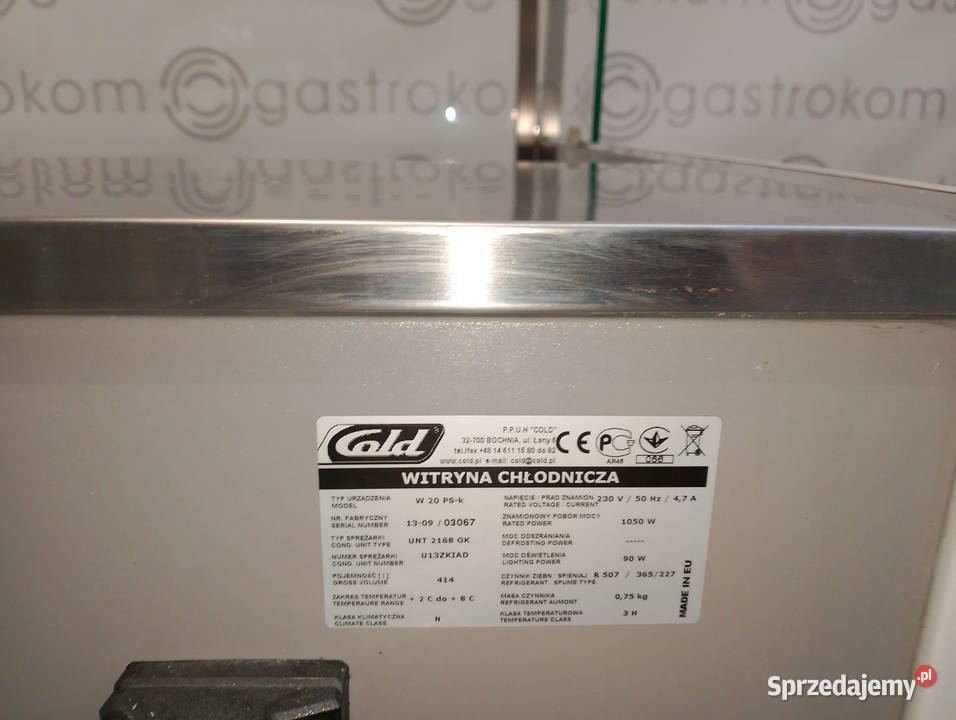 okom gastrokom gastroko
Cold
P.P.U.H "COLD"
32-700 BOCHNIA, ul. Łany 6
tel./fax +48 14 611 15 80 do 82
www.cold.pl e-mail: cold@cold.pl
CE PC
AR46
056
WITRYNA CHŁODNICZA
TYP URZĄDZENIA
MODEL W 20 PS-k
NR. FABRYCZNY
SERIAL NUMBER 13-09 / 03067
TYP SPRĘŻARKI
COND. UNIT TYPE UNT 2168 GK
NUMER SPRĘŻARKI
COND. UNIT NUMBER U13ZKIAD
POJEMNOŚĆ [l]
GROSS VOLUME 414
ZAKRES TEMPERATUR
TEMPERAURE RANGE + 2 C do + 8 C
KLASA KLIMATYCZNA
CLIMATE CLASS N
NAPIĘCIE / PRĄD ZNAMION.
RATED VOLTAGE / CURRENT 230 V / 50 Hz / 4,7 A
ZNAMIONOWY POBÓR MOCY
RATED POWER 1050 W
MOC ODSZRANIANIA
DEFROSTING POWER -----
MOC OŚWIETLENIA
LIGHTING POWER 90 W
CZYNNIK ZIĘBN. SPIENIAJ.
REFRIGERANT / SPUME TYPE R 507 / 365/227
MASA CZYNNIKA
REFRIGERANT AUMONT 0,75 kg
KLASA TEMPERATUROWA
TEMPERATURE CLASS 3 H
MADE IN EU
Sprzedajemy.pl